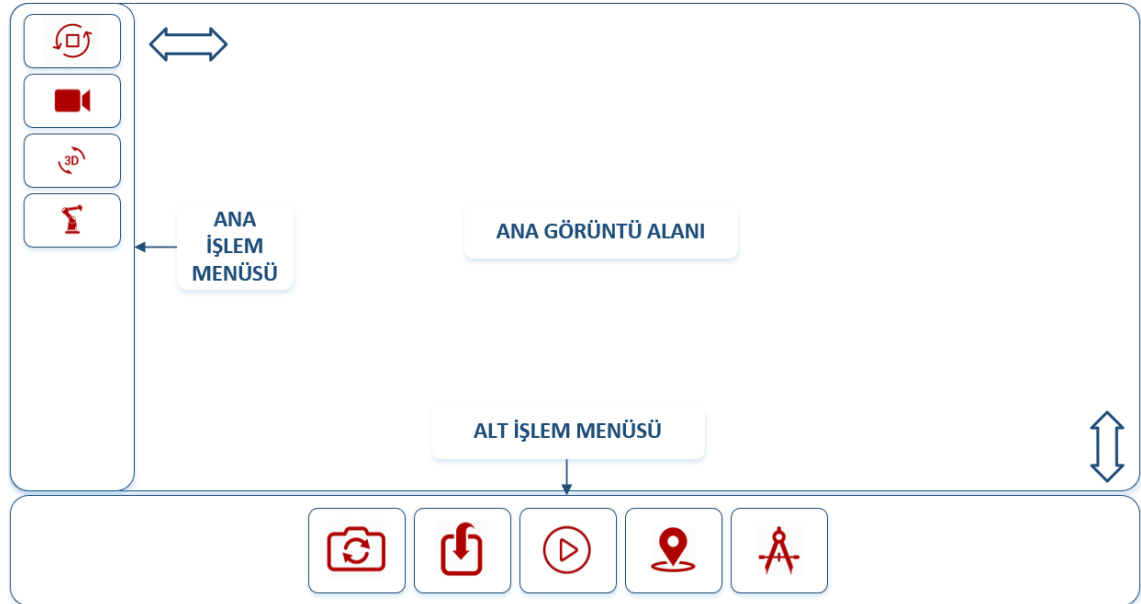 3D
ANA
İŞLEM
MENÜSÜ
ANA GÖRÜNTÜ ALANI
ALT İŞLEM MENÜSÜ